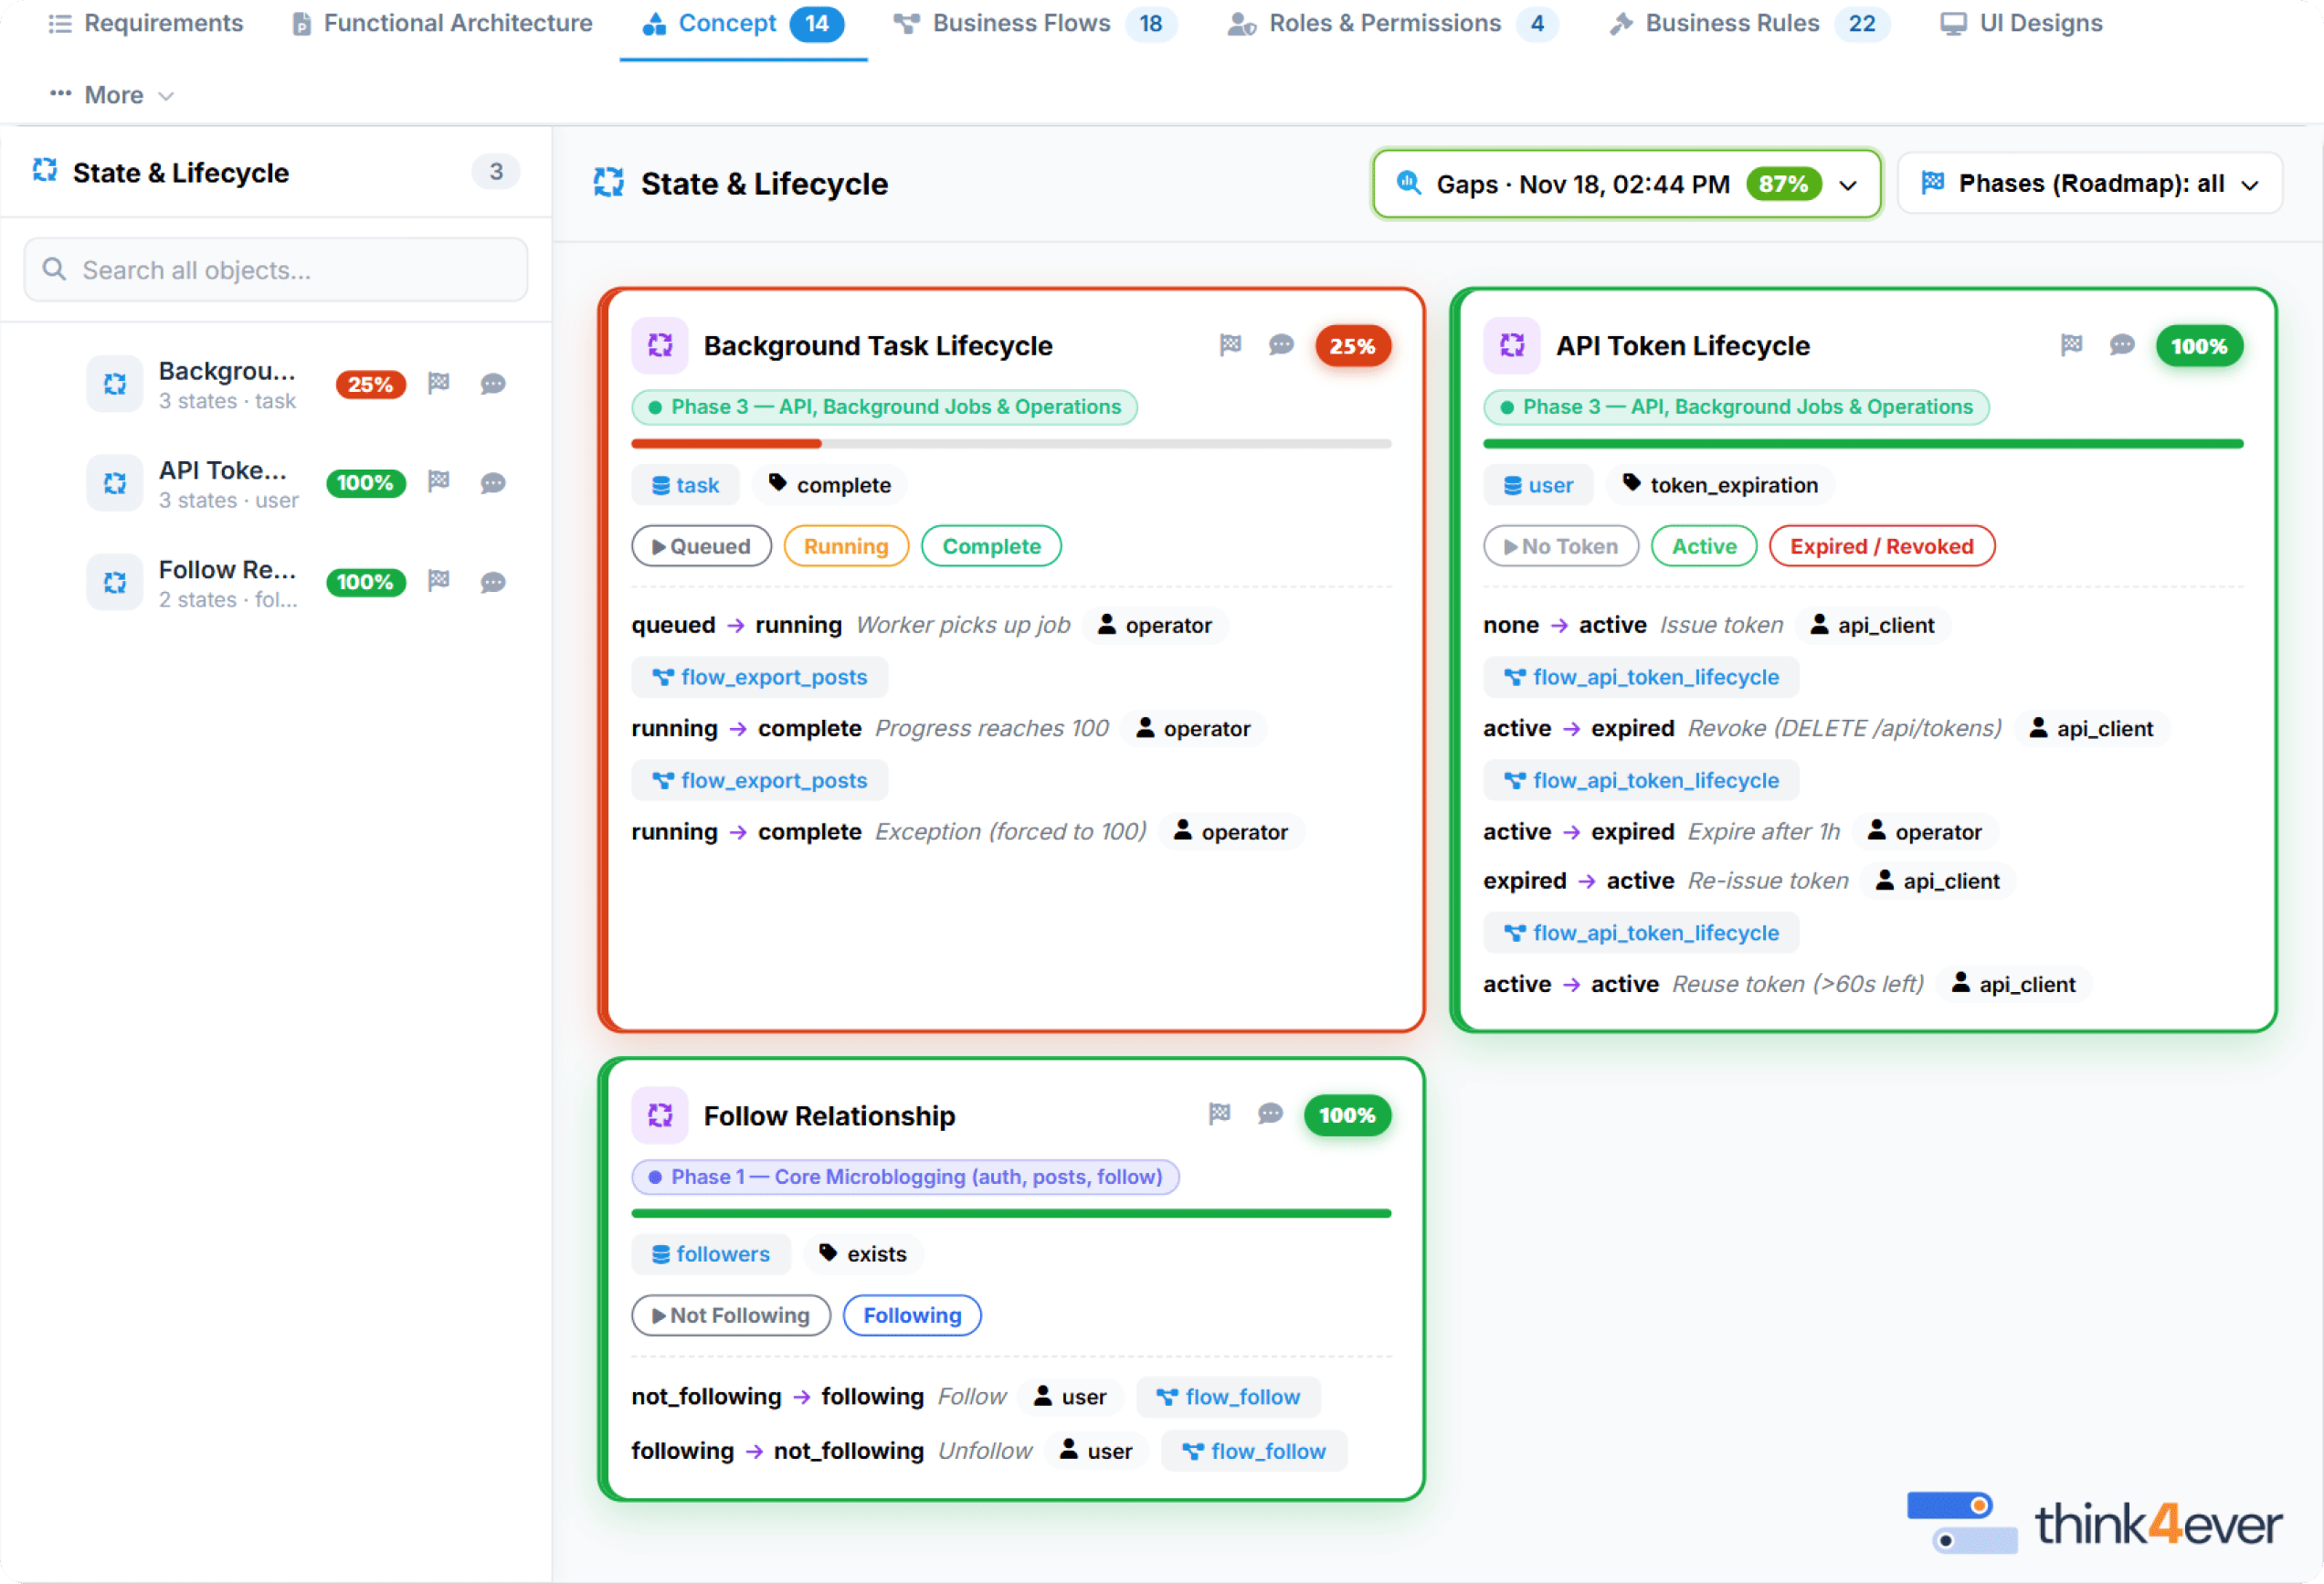 Requirements Functional Architecture Concept 14 Business Flows 18 Roles & Permissions 4 Business Rules 22 UI Designs
More
State & Lifecycle 3
Search all objects...
Backgrou... 25%
3 states · task
API Toke... 100%
3 states · user
Follow Re... 100%
2 states · fol...
State & Lifecycle
Gaps · Nov 18, 02:44 PM 87%
Phases (Roadmap): all
Background Task Lifecycle 25%
Phase 3 — API, Background Jobs & Operations
task complete
Queued Running Complete
queued → running Worker picks up job operator
flow_export_posts
running → complete Progress reaches 100 operator
flow_export_posts
running → complete Exception (forced to 100) operator
API Token Lifecycle 100%
Phase 3 — API, Background Jobs & Operations
user token_expiration
No Token Active Expired / Revoked
none → active Issue token api_client
flow_api_token_lifecycle
active → expired Revoke (DELETE /api/tokens) api_client
flow_api_token_lifecycle
active → expired Expire after 1h operator
expired → active Re-issue token api_client
flow_api_token_lifecycle
active → active Reuse token (>60s left) api_client
Follow Relationship 100%
Phase 1 — Core Microblogging (auth, posts, follow)
followers exists
Not Following Following
not_following → following Follow user flow_follow
following → not_following Unfollow user flow_follow
think4ever